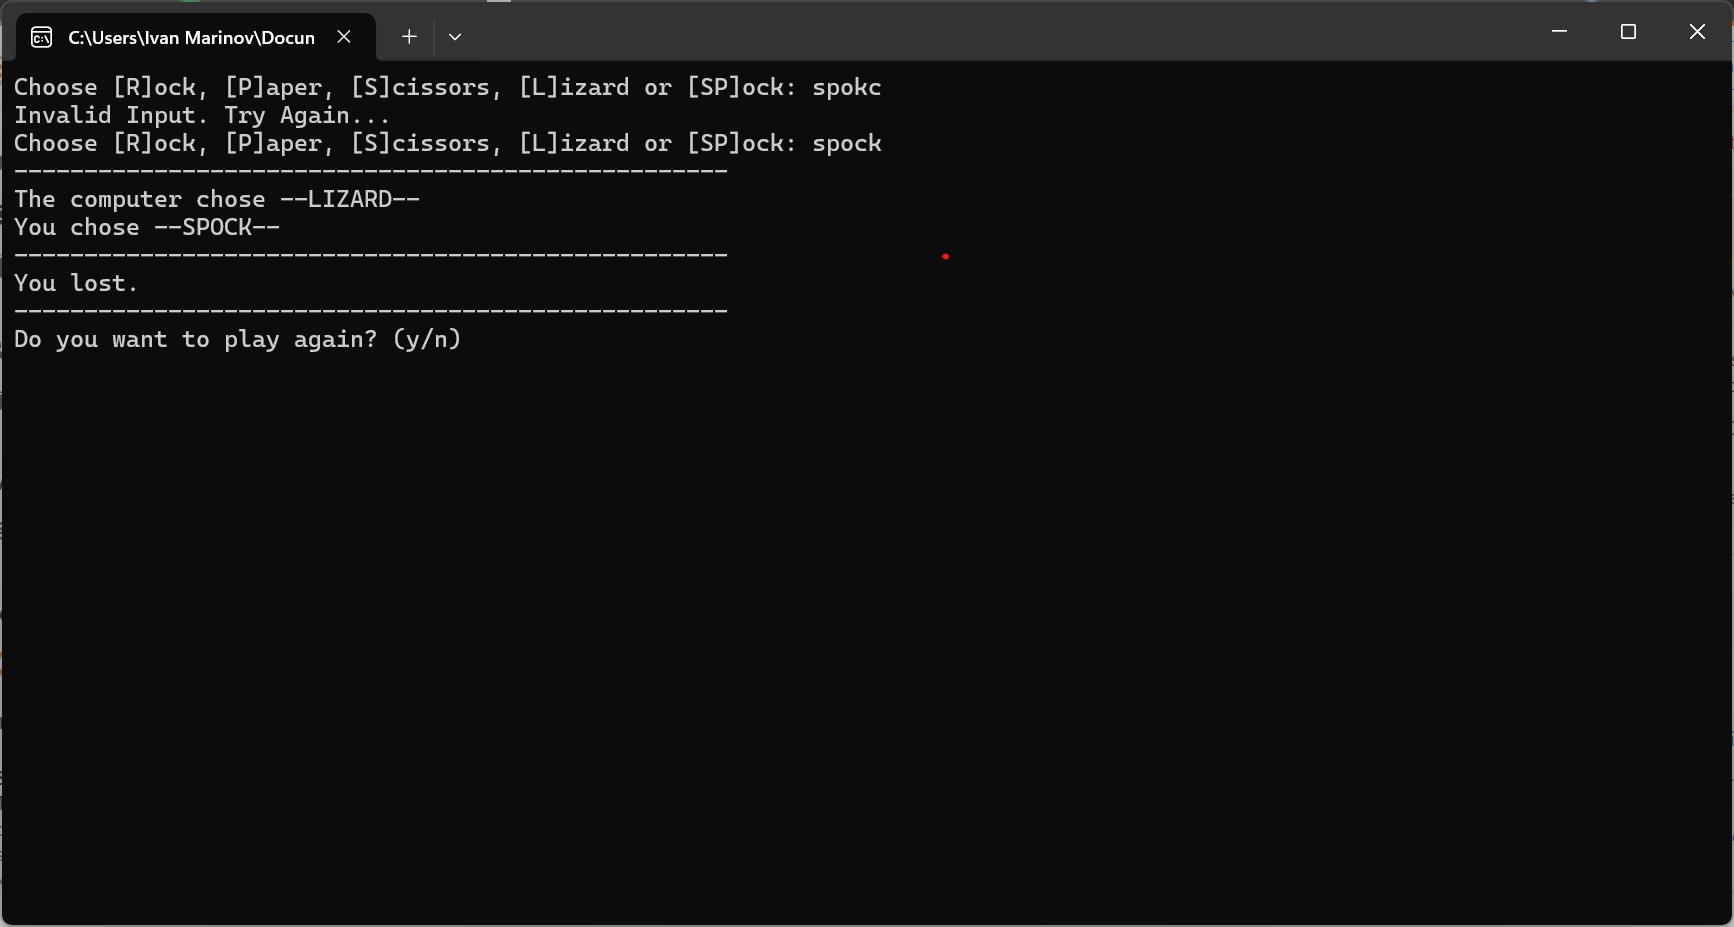 C:\Users\Ivan Marinov\Docun
Choose [R]ock, [P]aper, [S]cissors, [L]izard or [SP]ock: spokc
Invalid Input. Try Again...
Choose [R]ock, [P]aper, [S]cissors, [L]izard or [SP]ock: spock
---------------------------------------------------
The computer chose --LIZARD--
You chose --SPOCK--
---------------------------------------------------
You lost.
---------------------------------------------------
Do you want to play again? (y/n)